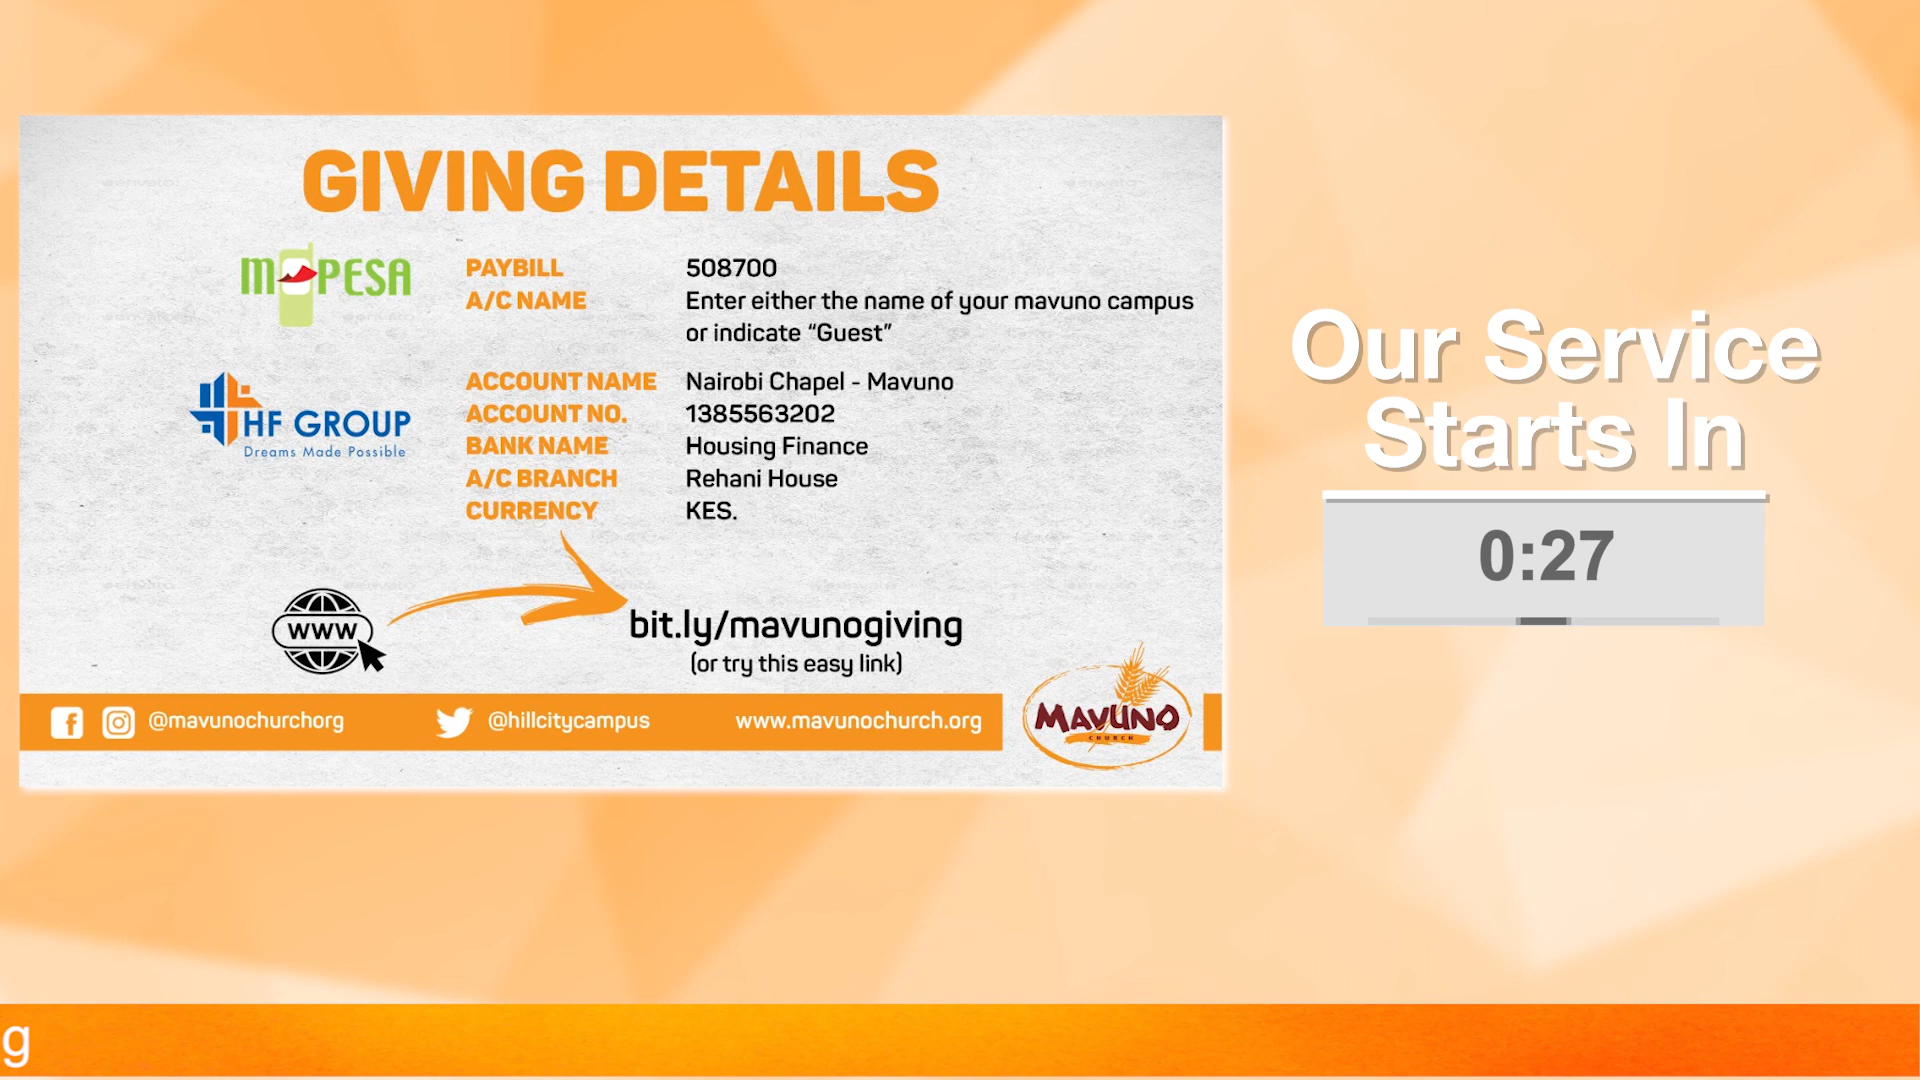 GIVING DETAILS
M-PESA
PAYBILL 508700
A/C NAME Enter either the name of your mavuno campus
or indicate “Guest”
HF GROUP
Dreams Made Possible
ACCOUNT NAME Nairobi Chapel - Mavuno
ACCOUNT NO. 1385563202
BANK NAME Housing Finance
A/C BRANCH Rehani House
CURRENCY KES.
www
bit.ly/mavunogiving
(or try this easy link)
@mavunochurchorg @hillcitycampus www.mavunochurch.org
MAVUNO
CHURCH
Our Service
Starts In
0:27
g